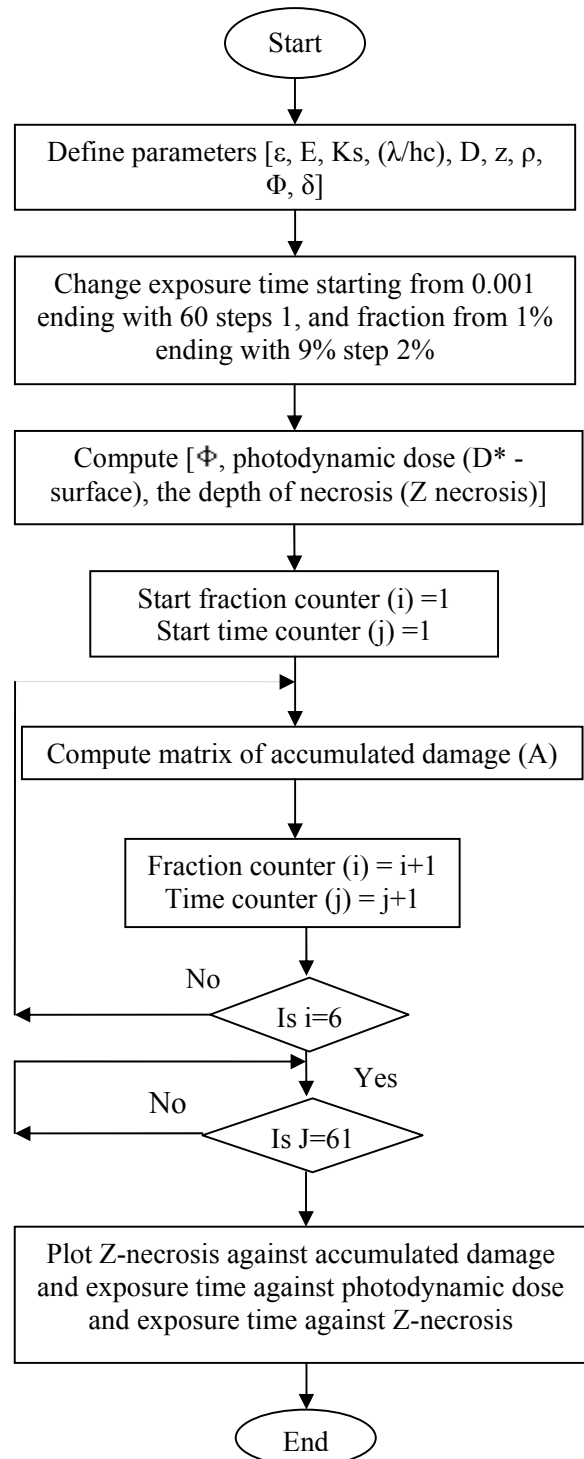 Start
Define parameters [ε, E, Ks, (λ/hc), D, z, ρ,
Φ, δ]
Change exposure time starting from 0.001
ending with 60 steps 1, and fraction from 1%
ending with 9% step 2%
Compute [Φ, photodynamic dose (D* -
surface), the depth of necrosis (Z necrosis)]
Start fraction counter (i) =1
Start time counter (j) =1
Compute matrix of accumulated damage (A)
Fraction counter (i) = i+1
Time counter (j) = j+1
No
Is i=6
Yes
No
Is J=61
Plot Z-necrosis against accumulated damage
and exposure time against photodynamic dose
and exposure time against Z-necrosis
End